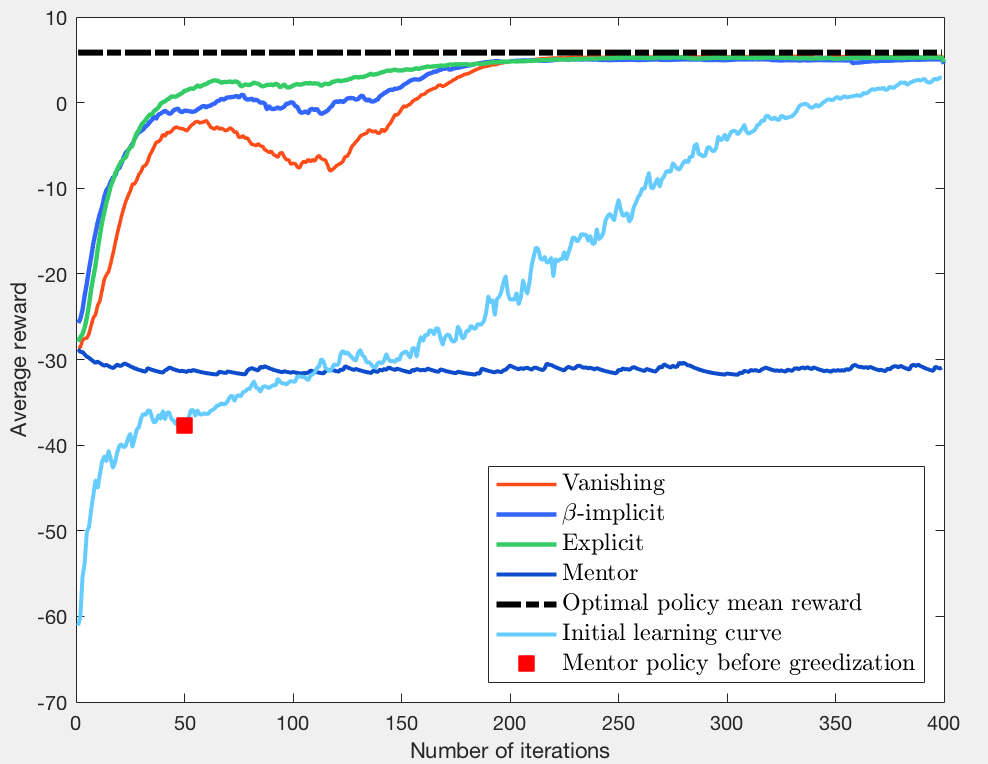 10
0
-10
-20
-30
-40
-50
-60
-70
Average reward
0 50 100 150 200 250 300 350 400
Number of iterations
Vanishing
β-implicit
Explicit
Mentor
Optimal policy mean reward
Initial learning curve
Mentor policy before greedization